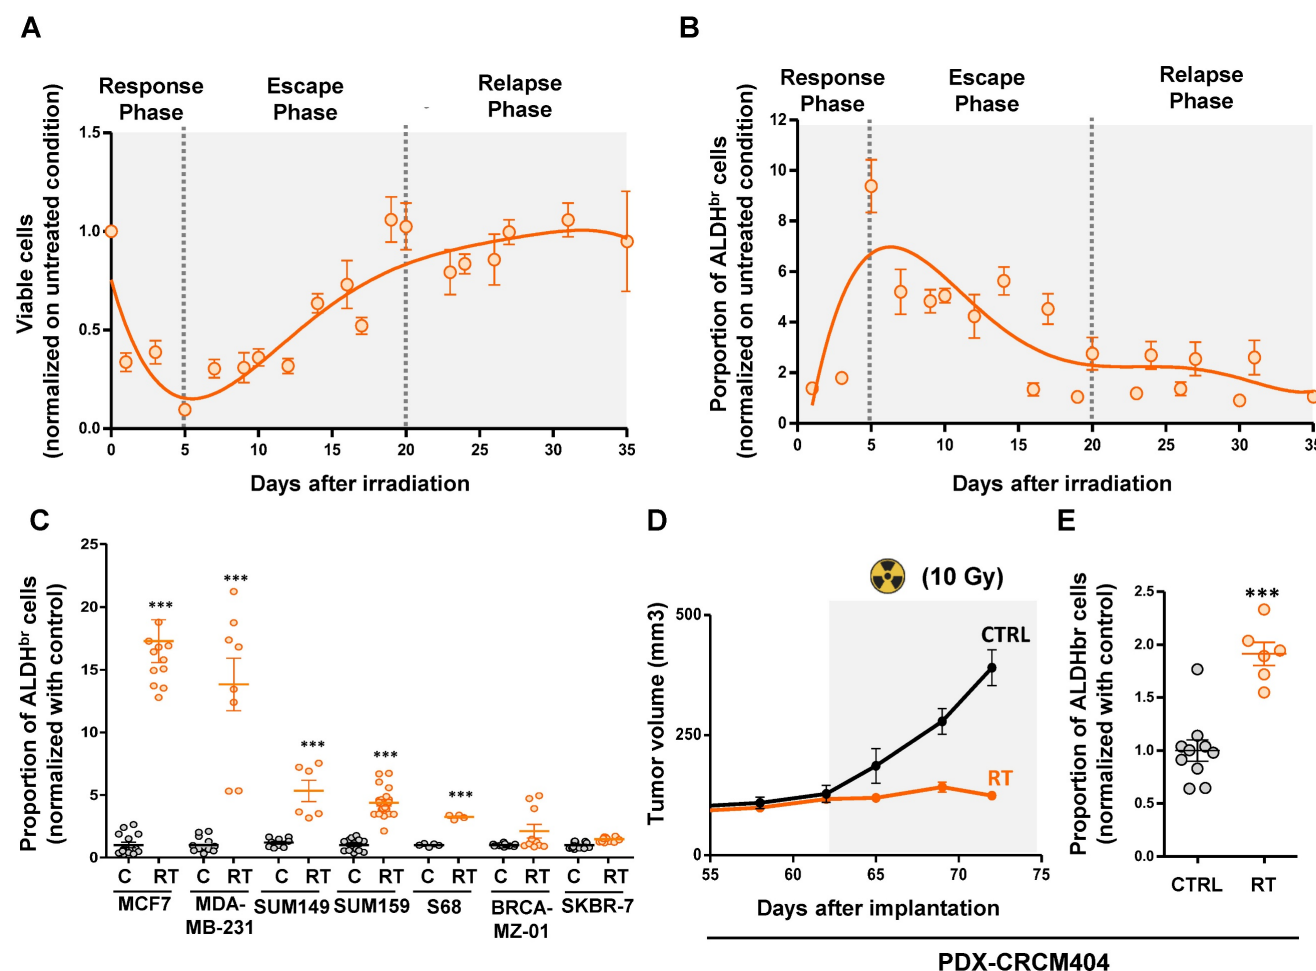 A
Response
Phase
Escape
Phase
Relapse
Phase
Viable cells
(normalized on untreated condition)
1.5
1.0
0.5
0.0
0 5 10 15 20 25 30 35
Days after irradiation
B
Response
Phase
Escape
Phase
Relapse
Phase
Porportion of ALDHbr cells
(normalized on untreated condition)
12
10
8
6
4
2
0
0 5 10 15 20 25 30 35
Days after irradiation
C
Proportion of ALDHbr cells
(normalized with control)
25
20
15
10
5
0
*** *** *** *** ***
C RT C RT C RT C RT C RT C RT C RT
MCF7 MDA- SUM149 SUM159 S68 BRCA- SKBR-7
MB-231 MZ-01
D
(10 Gy)
Tumor volume (mm3)
500
250
0
CTRL
RT
55 60 65 70 75
Days after implantation
E
Proportion of ALDHbr cells
(normalized with control)
2.5
2.0
1.5
1.0
0.5
0.0
***
CTRL RT
PDX-CRCM404